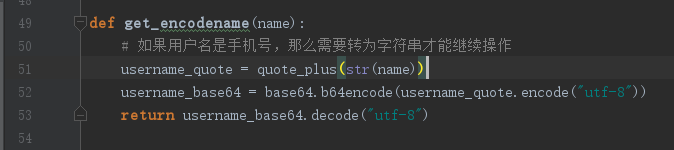 49 def get_encodename(name):
50 # 如果用户名是手机号，那么需要转为字符串才能继续操作
51 username_quote = quote_plus(str(name))
52 username_base64 = base64.b64encode(username_quote.encode("utf-8"))
53 return username_base64.decode("utf-8")
54